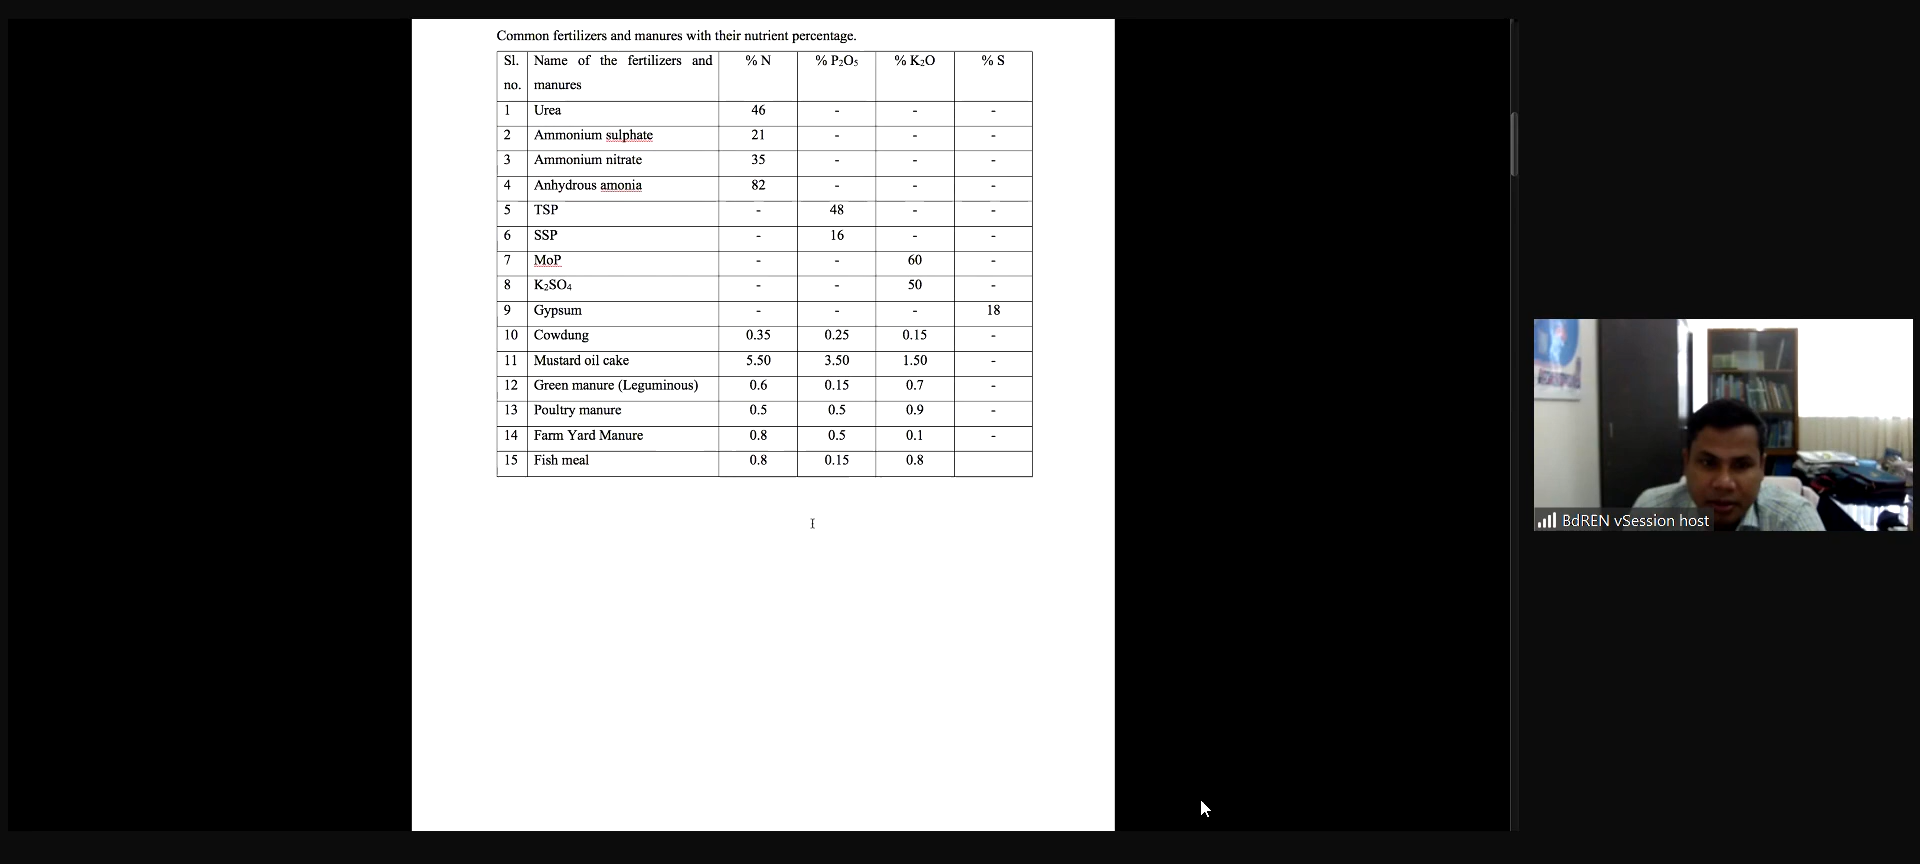 Common fertilizers and manures with their nutrient percentage.
Sl. no. Name of the fertilizers and manures % N % P₂O₅ % K₂O % S
1 Urea 46 - - -
2 Ammonium sulphate 21 - - -
3 Ammonium nitrate 35 - - -
4 Anhydrous amonia 82 - - -
5 TSP - 48 - -
6 SSP - 16 - -
7 MoP - - 60 -
8 K₂SO₄ - - 50 -
9 Gypsum - - - 18
10 Cowdung 0.35 0.25 0.15 -
11 Mustard oil cake 5.50 3.50 1.50 -
12 Green manure (Leguminous) 0.6 0.15 0.7 -
13 Poultry manure 0.5 0.5 0.9 -
14 Farm Yard Manure 0.8 0.5 0.1 -
15 Fish meal 0.8 0.15 0.8
BdREN vSession host